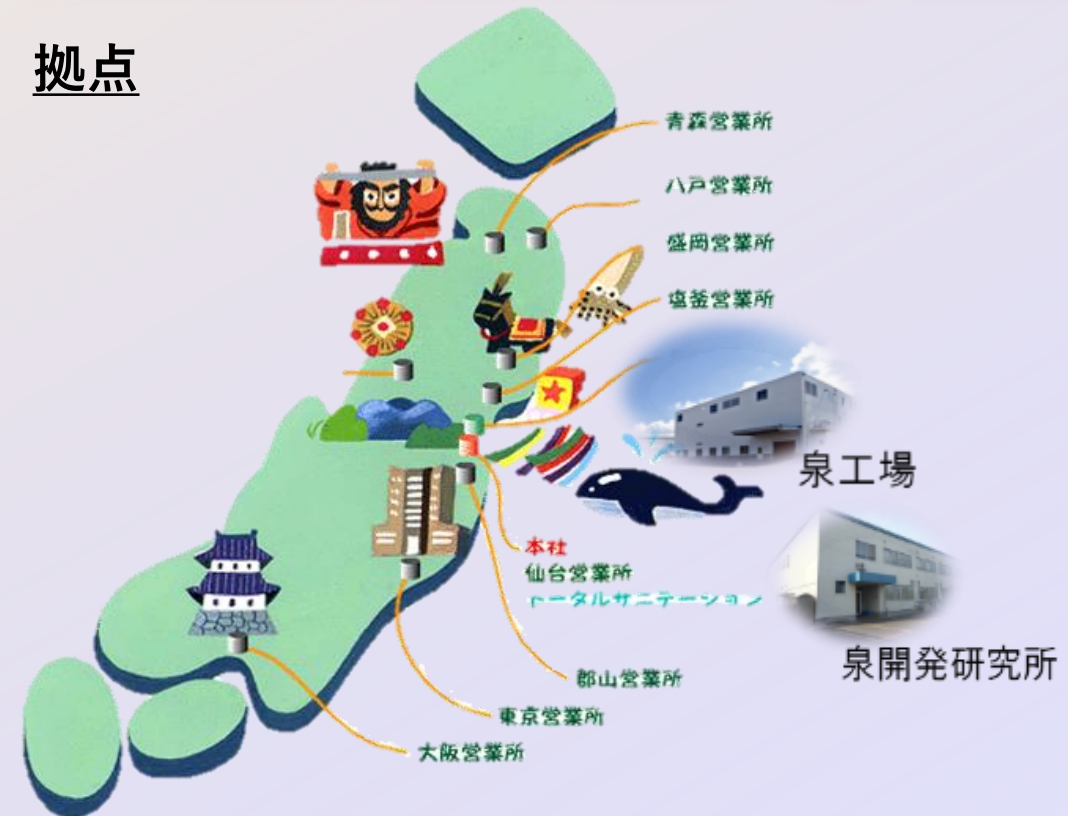 拠点
青森営業所
八戸営業所
盛岡営業所
塩釜営業所
泉工場
本社
仙台営業所
トータルサニテーション
泉開発研究所
郡山営業所
東京営業所
大阪営業所